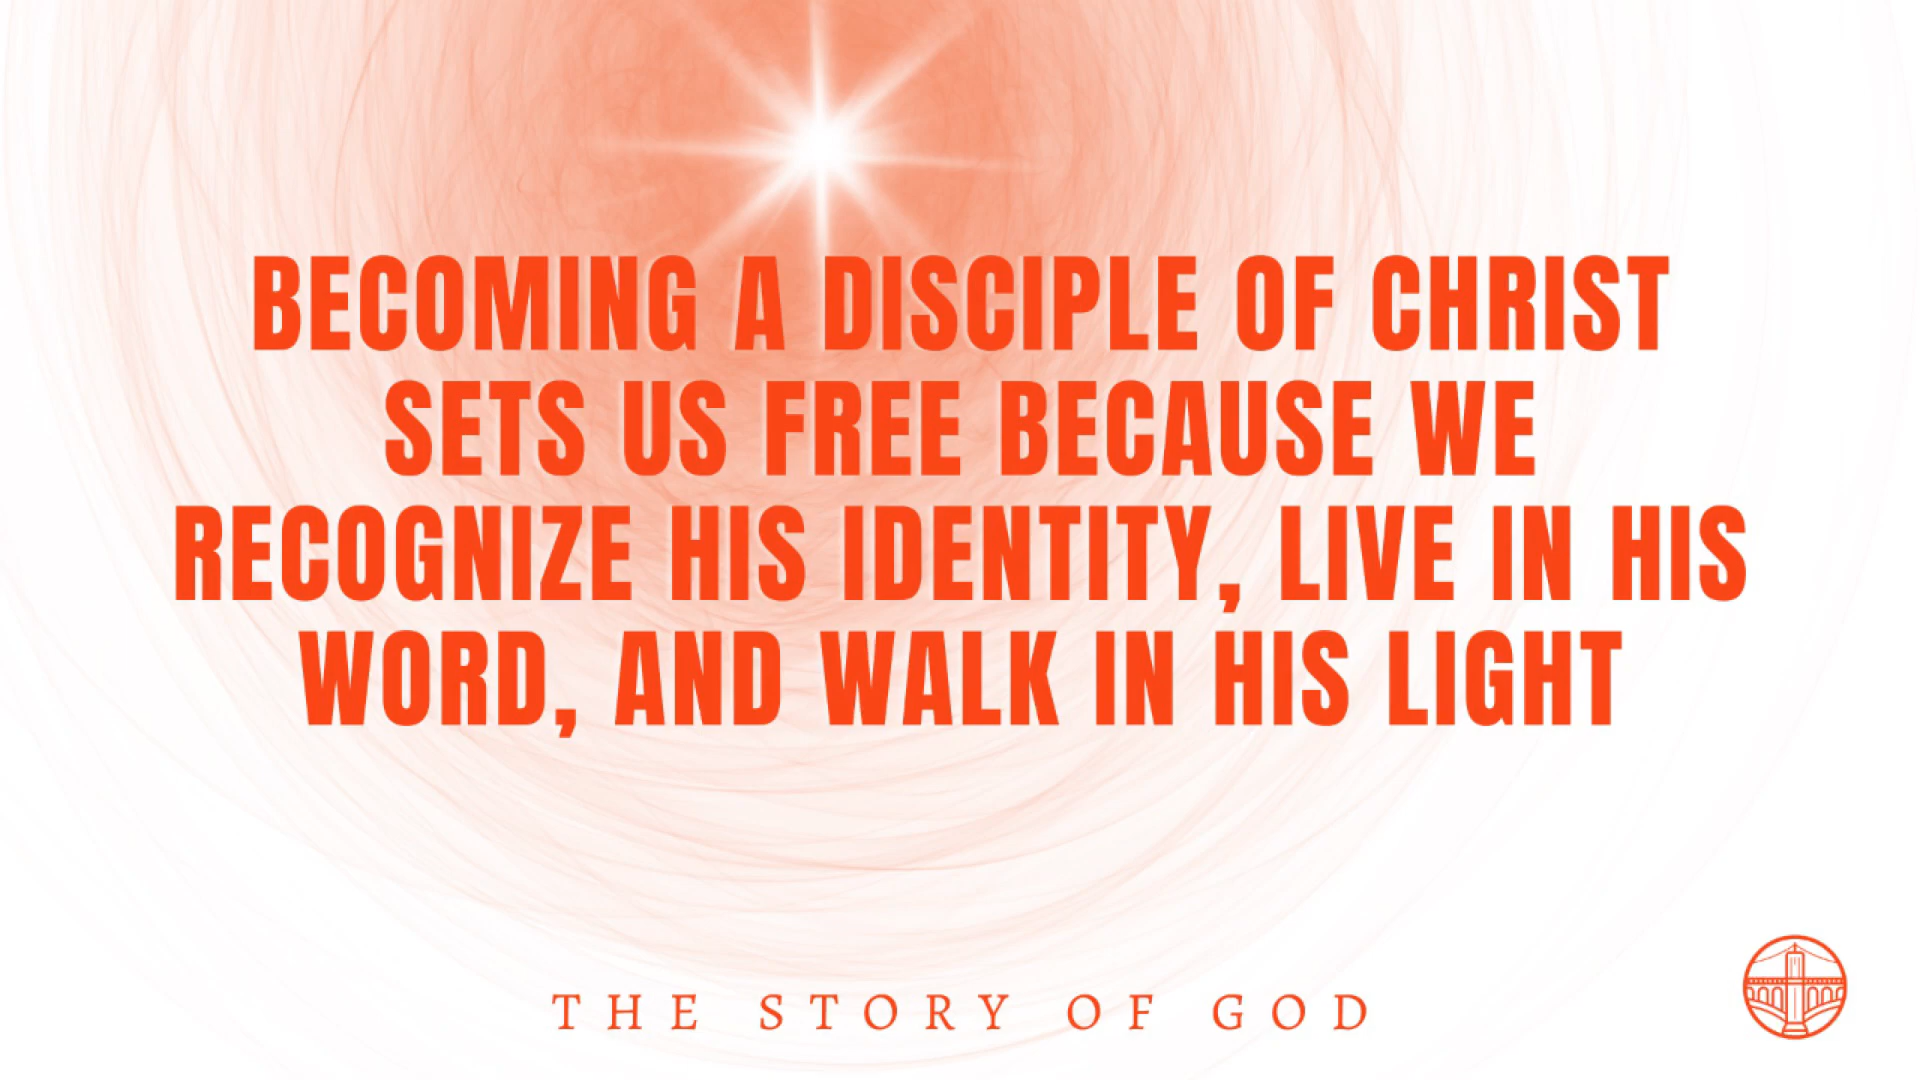 BECOMING A DISCIPLE OF CHRIST
SETS US FREE BECAUSE WE
RECOGNIZE HIS IDENTITY, LIVE IN HIS
WORD, AND WALK IN HIS LIGHT
THE STORY OF GOD